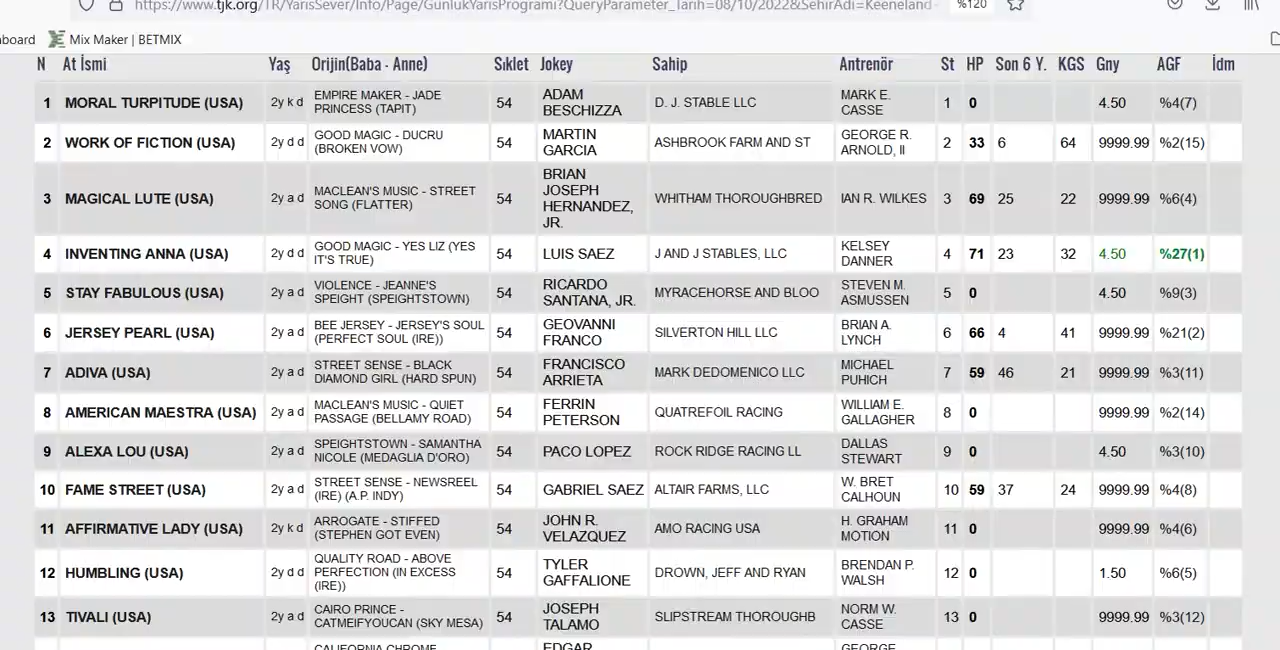 https://www.tjk.org/TR/YarisSever/Info/Page/GunlukYarisProgrami?QueryParameter_Tarih=08/10/2022&SehirAdi=Keeneland- %120
board Mix Maker | BETMIX
N At İsmi Yaş Orijin(Baba - Anne) Sıklet Jokey Sahip Antrenör St HP Son 6 Y. KGS Gny AGF İdm
1 MORAL TURPITUDE (USA) 2y k d EMPIRE MAKER - JADE PRINCESS (TAPIT) 54 ADAM BESCHIZZA D. J. STABLE LLC MARK E. CASSE 1 0 4.50 %4(7)
2 WORK OF FICTION (USA) 2y d d GOOD MAGIC - DUCRU (BROKEN VOW) 54 MARTIN GARCIA ASHBROOK FARM AND ST GEORGE R. ARNOLD, II 2 33 6 64 9999.99 %2(15)
3 MAGICAL LUTE (USA) 2y a d MACLEAN'S MUSIC - STREET SONG (FLATTER) 54 BRIAN JOSEPH HERNANDEZ, JR. WHITHAM THOROUGHBRED IAN R. WILKES 3 69 25 22 9999.99 %6(4)
4 INVENTING ANNA (USA) 2y d d GOOD MAGIC - YES LIZ (YES IT'S TRUE) 54 LUIS SAEZ J AND J STABLES, LLC KELSEY DANNER 4 71 23 32 4.50 %27(1)
5 STAY FABULOUS (USA) 2y a d VIOLENCE - JEANNE'S SPEIGHT (SPEIGHTSTOWN) 54 RICARDO SANTANA, JR. MYRACEHORSE AND BLOO STEVEN M. ASMUSSEN 5 0 4.50 %9(3)
6 JERSEY PEARL (USA) 2y a d BEE JERSEY - JERSEY'S SOUL (PERFECT SOUL (IRE)) 54 GEOVANNI FRANCO SILVERTON HILL LLC BRIAN A. LYNCH 6 66 4 41 9999.99 %21(2)
7 ADIVA (USA) 2y a d STREET SENSE - BLACK DIAMOND GIRL (HARD SPUN) 54 FRANCISCO ARRIETA MARK DEDOMENICO LLC MICHAEL PUHICH 7 59 46 21 9999.99 %3(11)
8 AMERICAN MAESTRA (USA) 2y a d MACLEAN'S MUSIC - QUIET PASSAGE (BELLAMY ROAD) 54 FERRIN PETERSON QUATREFOIL RACING WILLIAM E. GALLAGHER 8 0 9999.99 %2(14)
9 ALEXA LOU (USA) 2y a d SPEIGHTSTOWN - SAMANTHA NICOLE (MEDAGLIA D'ORO) 54 PACO LOPEZ ROCK RIDGE RACING LL DALLAS STEWART 9 0 4.50 %3(10)
10 FAME STREET (USA) 2y a d STREET SENSE - NEWSREEL (IRE) (A.P. INDY) 54 GABRIEL SAEZ ALTAIR FARMS, LLC W. BRET CALHOUN 10 59 37 24 9999.99 %4(8)
11 AFFIRMATIVE LADY (USA) 2y k d ARROGATE - STIFFED (STEPHEN GOT EVEN) 54 JOHN R. VELAZQUEZ AMO RACING USA H. GRAHAM MOTION 11 0 9999.99 %4(6)
12 HUMBLING (USA) 2y d d QUALITY ROAD - ABOVE PERFECTION (IN EXCESS (IRE)) 54 TYLER GAFFALIONE DROWN, JEFF AND RYAN BRENDAN P. WALSH 12 0 1.50 %6(5)
13 TIVALI (USA) 2y a d CAIRO PRINCE - CATMEIFYOUCAN (SKY MESA) 54 JOSEPH TALAMO SLIPSTREAM THOROUGHB NORM W. CASSE 13 0 9999.99 %3(12)
CALIFORNIA CHROME EDGAR GEORGE